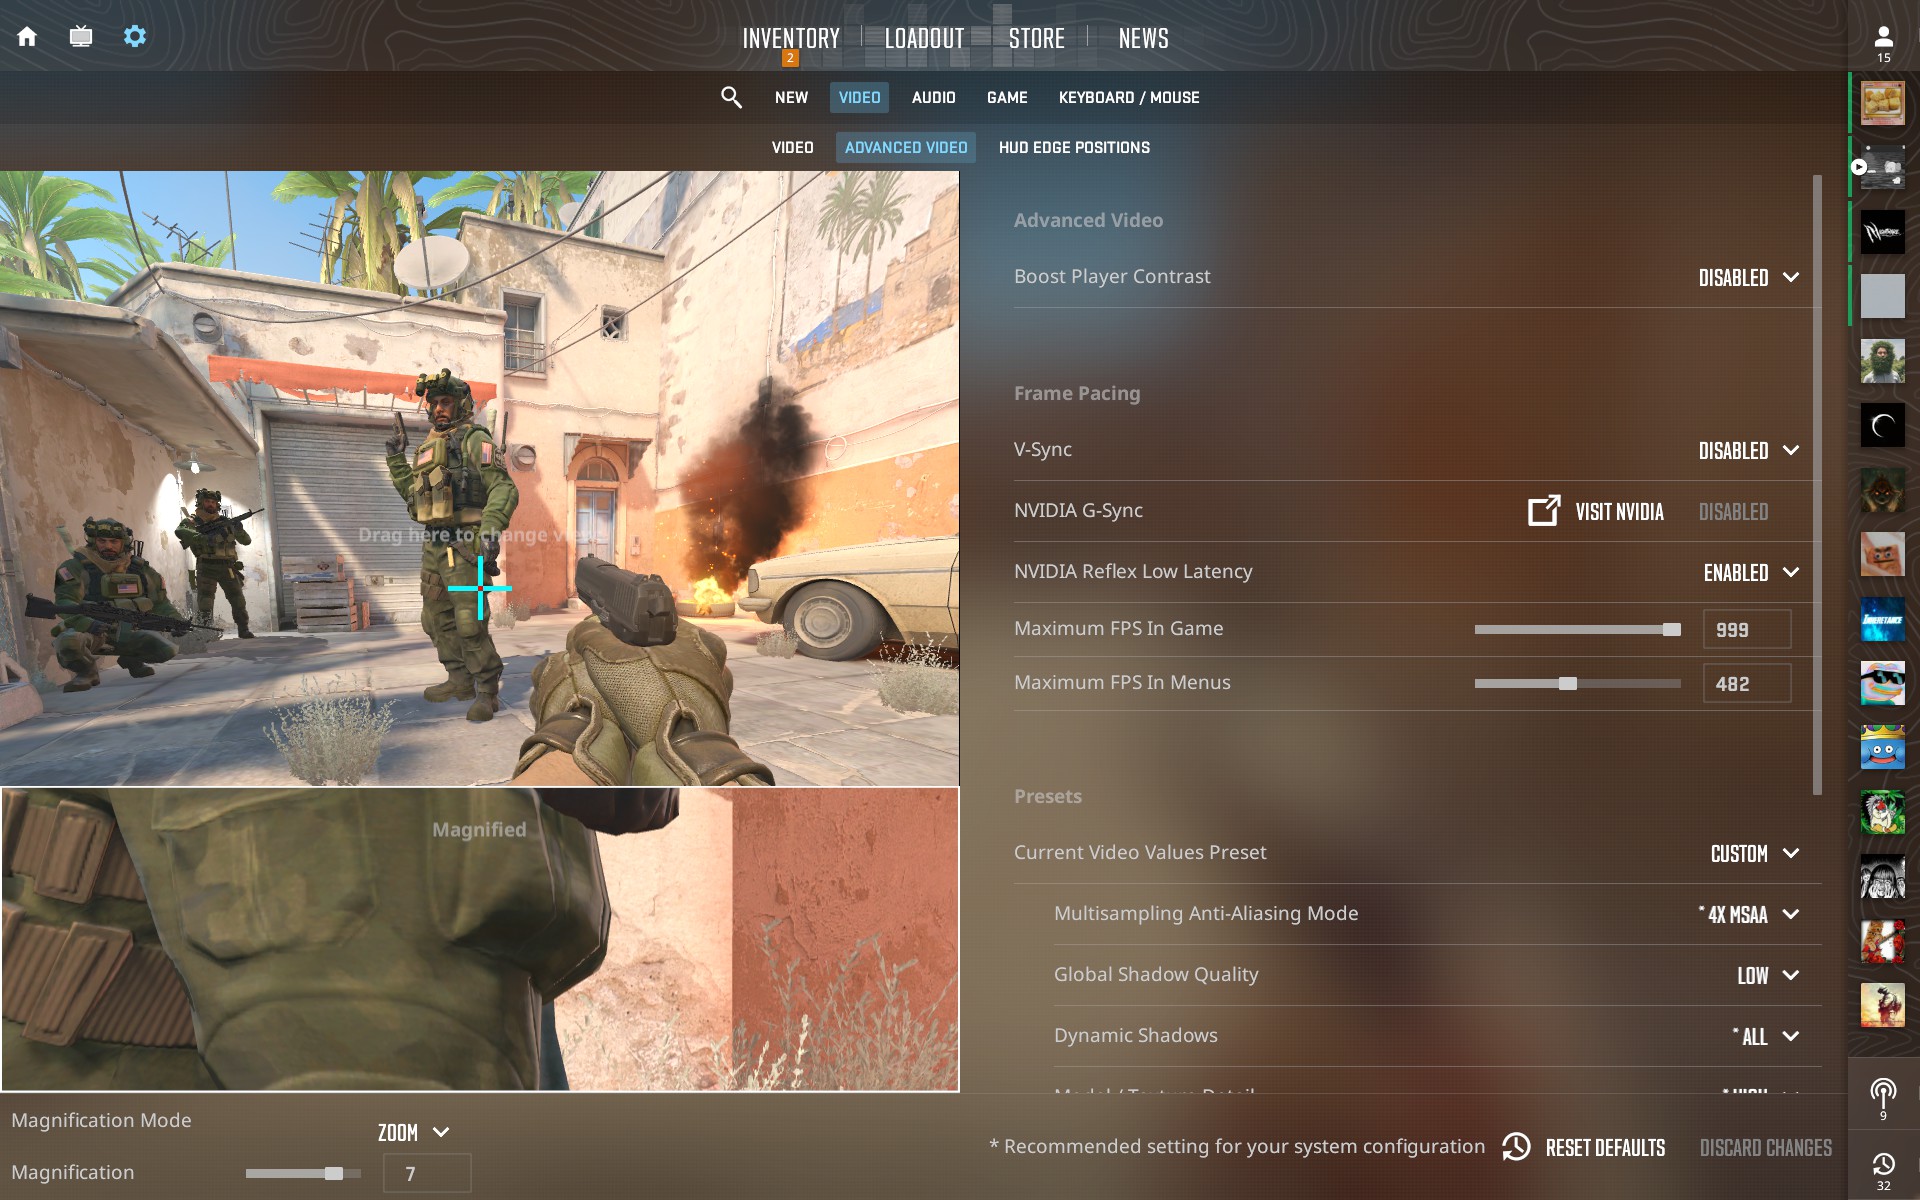 INVENTORY
2
LOADOUT
STORE
NEWS
15
NEW
VIDEO
AUDIO
GAME
KEYBOARD / MOUSE
VIDEO
ADVANCED VIDEO
HUD EDGE POSITIONS
Drag here to change view
Magnified
Advanced Video
Boost Player Contrast DISABLED
Frame Pacing
V-Sync DISABLED
NVIDIA G-Sync VISIT NVIDIA DISABLED
NVIDIA Reflex Low Latency ENABLED
Maximum FPS In Game 999
Maximum FPS In Menus 482
Presets
Current Video Values Preset CUSTOM
Multisampling Anti-Aliasing Mode * 4X MSAA
Global Shadow Quality LOW
Dynamic Shadows * ALL
Model / Texture Detail * HIGH
Magnification Mode ZOOM
Magnification 7
* Recommended setting for your system configuration
RESET DEFAULTS
DISCARD CHANGES
9
32